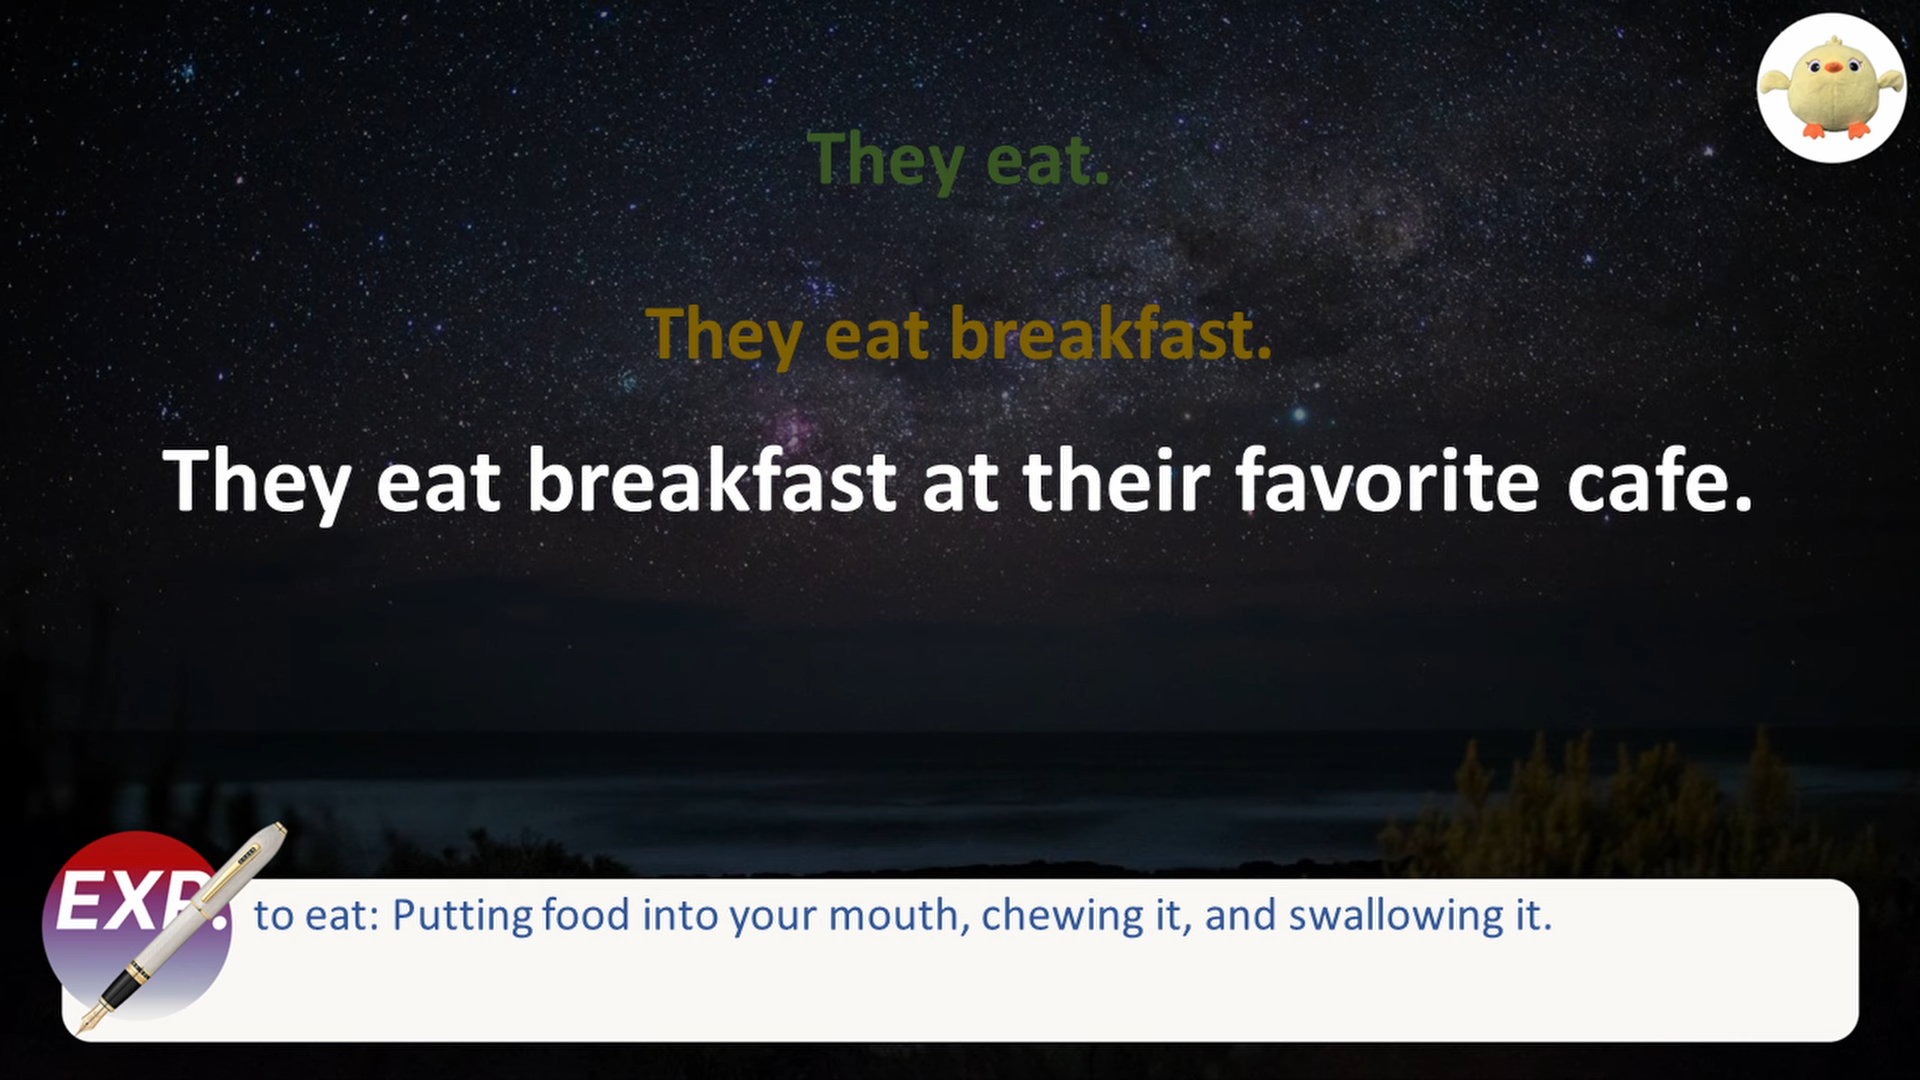 They eat.
They eat breakfast.
They eat breakfast at their favorite cafe.
EXP.
to eat: Putting food into your mouth, chewing it, and swallowing it.